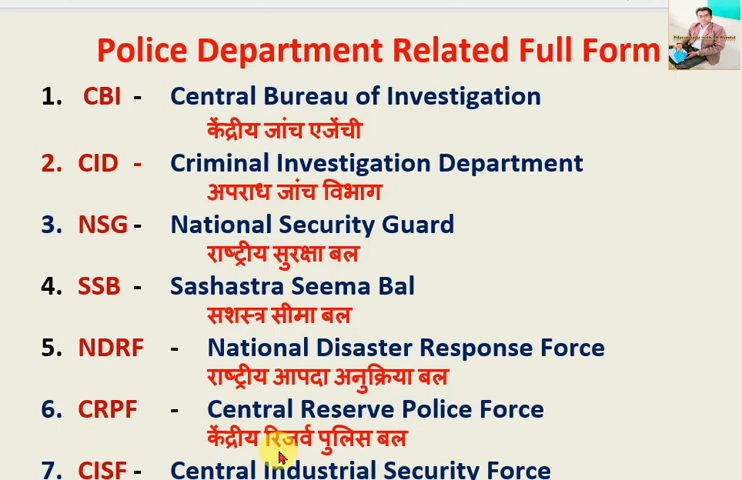 Police Department Related Full Form
1. CBI - Central Bureau of Investigation
केंद्रीय जांच एजेंची
2. CID - Criminal Investigation Department
अपराध जांच विभाग
3. NSG - National Security Guard
राष्ट्रीय सुरक्षा बल
4. SSB - Sashastra Seema Bal
सशस्त्र सीमा बल
5. NDRF - National Disaster Response Force
राष्ट्रीय आपदा अनुक्रिया बल
6. CRPF - Central Reserve Police Force
केंद्रीय रिजर्व पुलिस बल
7. CISF - Central Industrial Security Force